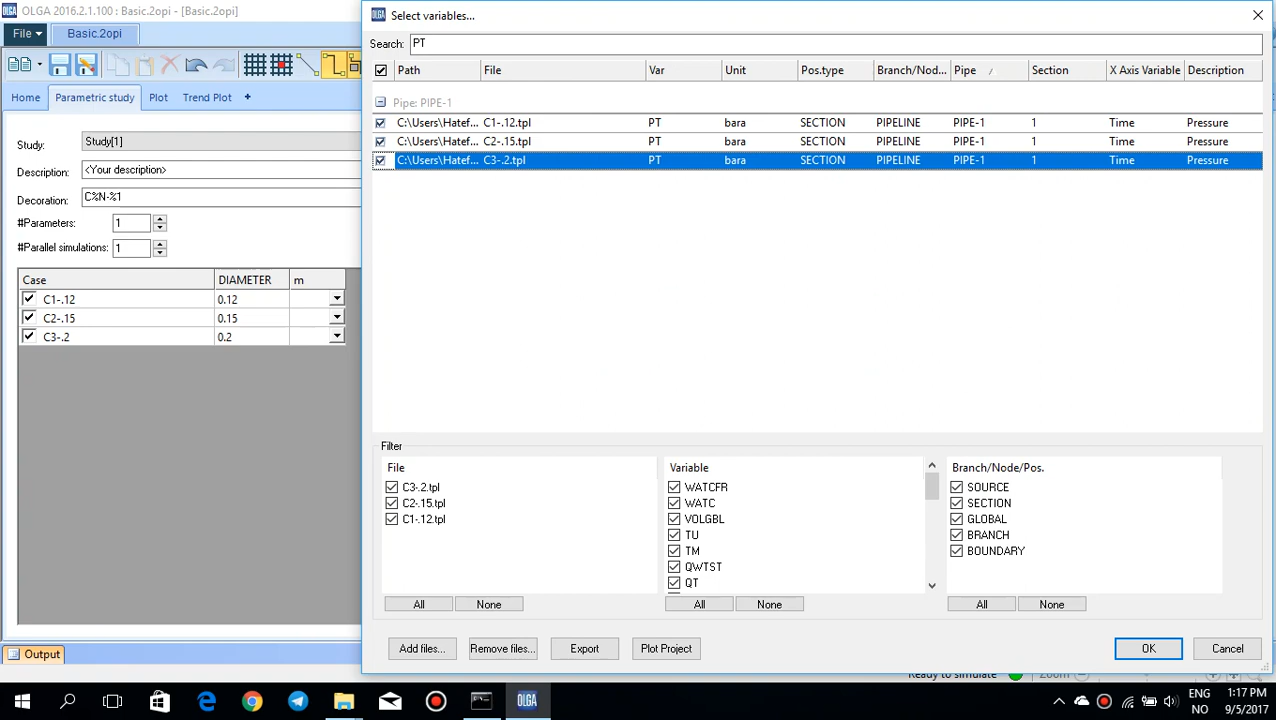 OLGA 2016.2.1.100 : Basic.2opi - [Basic.2opi]
File
Basic.2opi
Home
Parametric study
Plot
Trend Plot
+
Study:
Study[1]
Description:
<Your description>
Decoration:
C%N-%1
#Parameters:
1
#Parallel simulations:
1
Case
DIAMETER
m
C1-.12
0.12
C2-.15
0.15
C3-.2
0.2
Output
OLGA
Select variables...
Search:
PT
Path
File
Var
Unit
Pos.type
Branch/Nod...
Pipe
Section
X Axis Variable
Description
Pipe: PIPE-1
C:\Users\Hatef... C1-.12.tpl PT bara SECTION PIPELINE PIPE-1 1 Time Pressure
C:\Users\Hatef... C2-.15.tpl PT bara SECTION PIPELINE PIPE-1 1 Time Pressure
C:\Users\Hatef... C3-.2.tpl PT bara SECTION PIPELINE PIPE-1 1 Time Pressure
Filter
File
C3-.2.tpl
C2-.15.tpl
C1-.12.tpl
All
None
Variable
WATCFR
WATC
VOLGBL
TU
TM
QWTST
QT
All
None
Branch/Node/Pos.
SOURCE
SECTION
GLOBAL
BRANCH
BOUNDARY
All
None
Add files...
Remove files...
Export
Plot Project
OK
Cancel
Ready to simulate
Zoom
ENG
NO
1:17 PM
9/5/2017